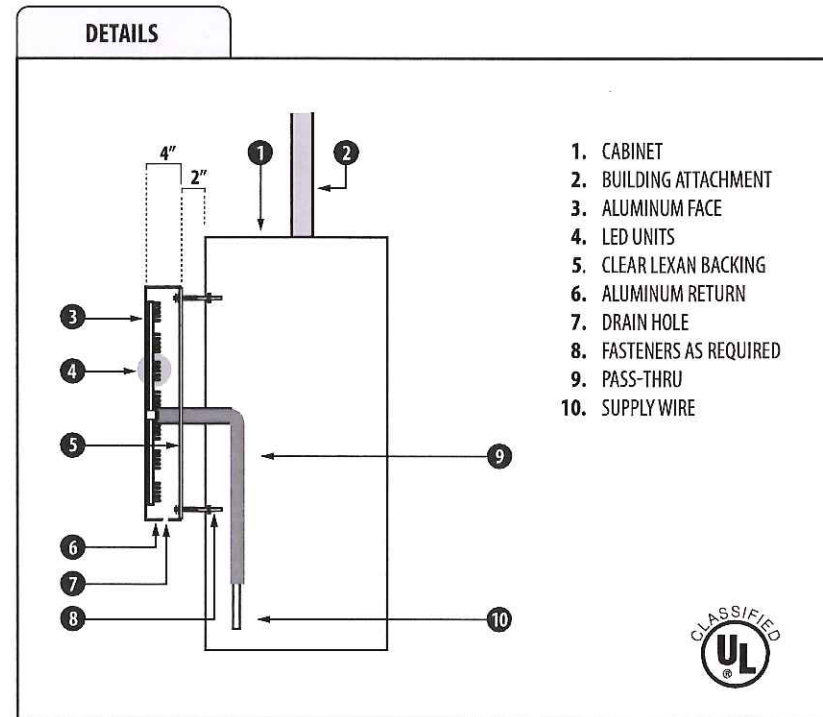 DETAILS
4" 1 2
2"
1. CABINET
2. BUILDING ATTACHMENT
3. ALUMINUM FACE
4. LED UNITS
5. CLEAR LEXAN BACKING
6. ALUMINUM RETURN
7. DRAIN HOLE
8. FASTENERS AS REQUIRED
9. PASS-THRU
10. SUPPLY WIRE
3
4
5
9
6
7
8
10
CLASSIFIED
UL
®